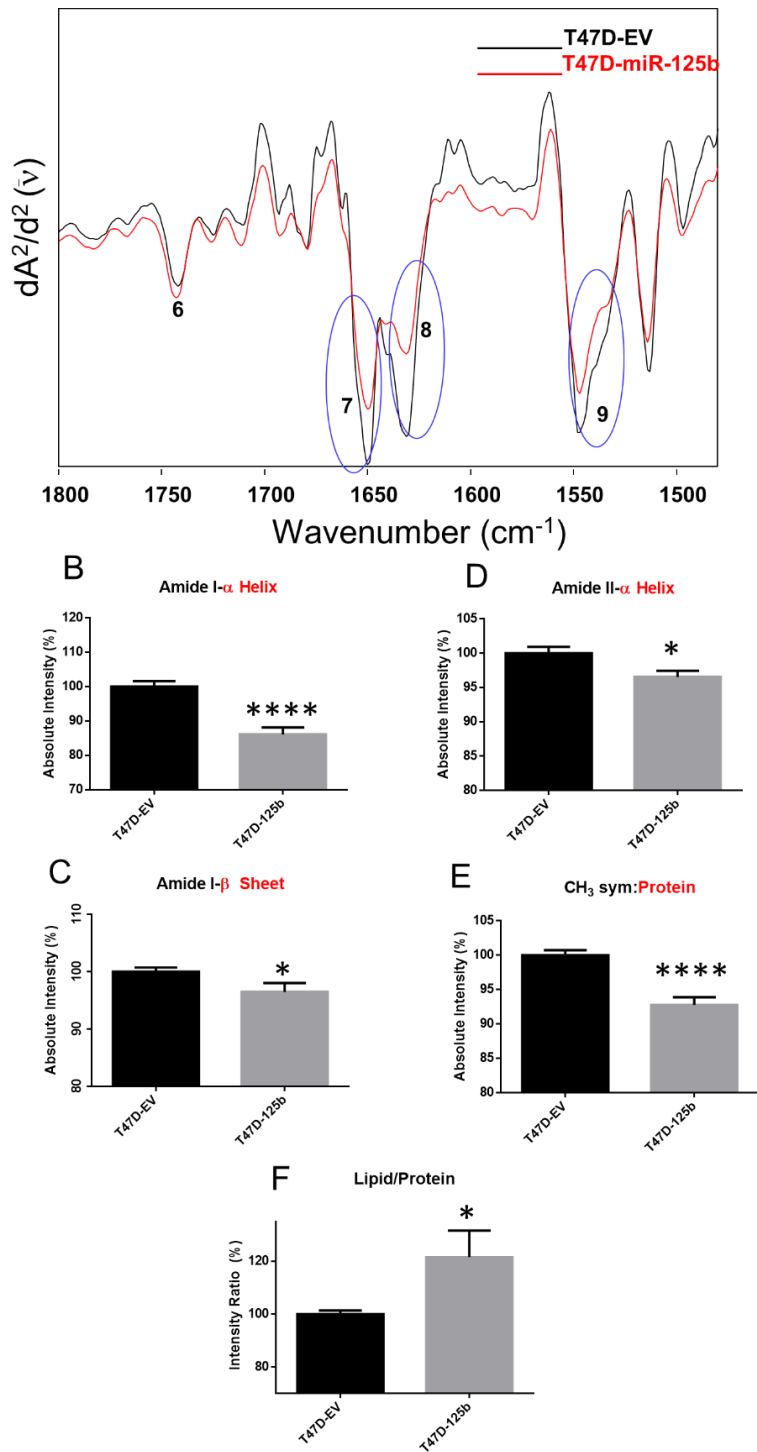 T47D-EV
T47D-miR-125b
dA²/d² (ν̄)
6
7
8
9
1800 1750 1700 1650 1600 1550 1500
Wavenumber (cm⁻¹)
B
Amide I-α Helix
Absolute Intensity (%)
120
110
100
90
80
70
****
T47D-EV
T47D-125b
D
Amide II-α Helix
Absolute Intensity (%)
105
100
95
90
85
80
*
T47D-EV
T47D-125b
C
Amide I-β Sheet
Absolute Intensity (%)
110
100
90
80
*
T47D-EV
T47D-125b
E
CH₃ sym:Protein
Absolute Intensity (%)
105
100
95
90
85
80
****
T47D-EV
T47D-125b
F
Lipid/Protein
Intensity Ratio (%)
120
100
80
*
T47D-EV
T47D-125b